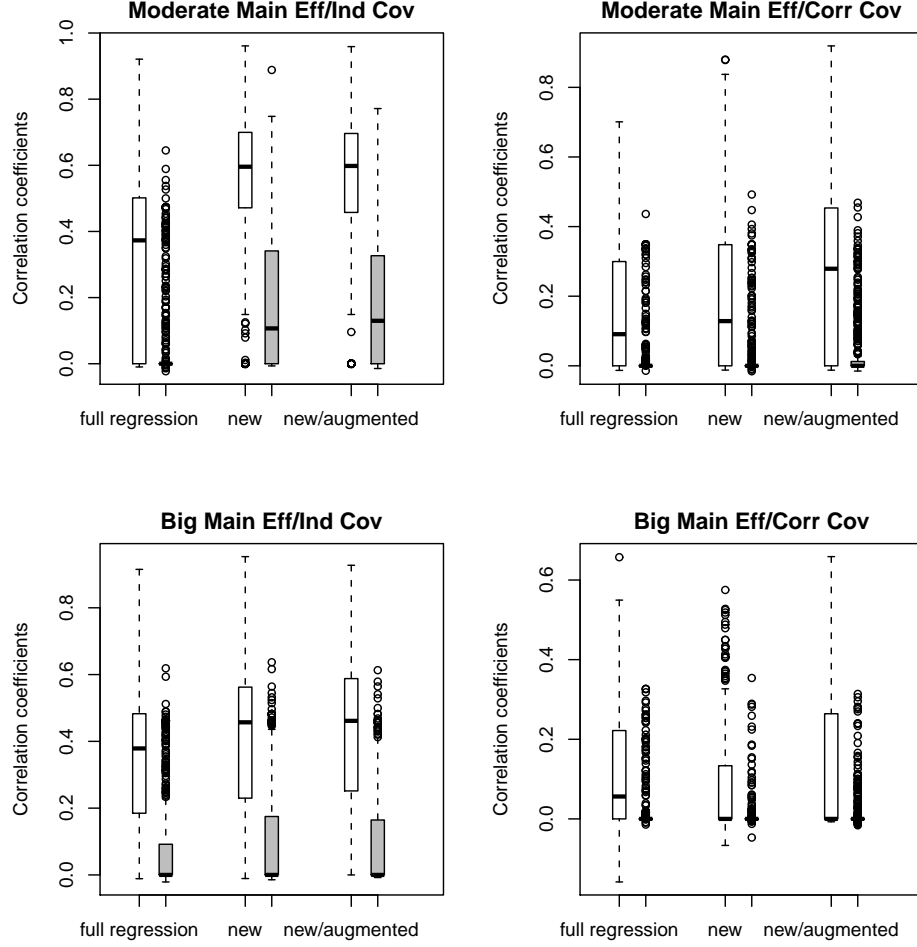 Moderate Main Eff/Ind Cov
Correlation coefficients
0.0 0.2 0.4 0.6 0.8 1.0
full regression new new/augmented
Moderate Main Eff/Corr Cov
Correlation coefficients
0.0 0.2 0.4 0.6 0.8
full regression new new/augmented
Big Main Eff/Ind Cov
Correlation coefficients
0.0 0.2 0.4 0.6 0.8
full regression new new/augmented
Big Main Eff/Corr Cov
Correlation coefficients
0.0 0.2 0.4 0.6
full regression new new/augmented